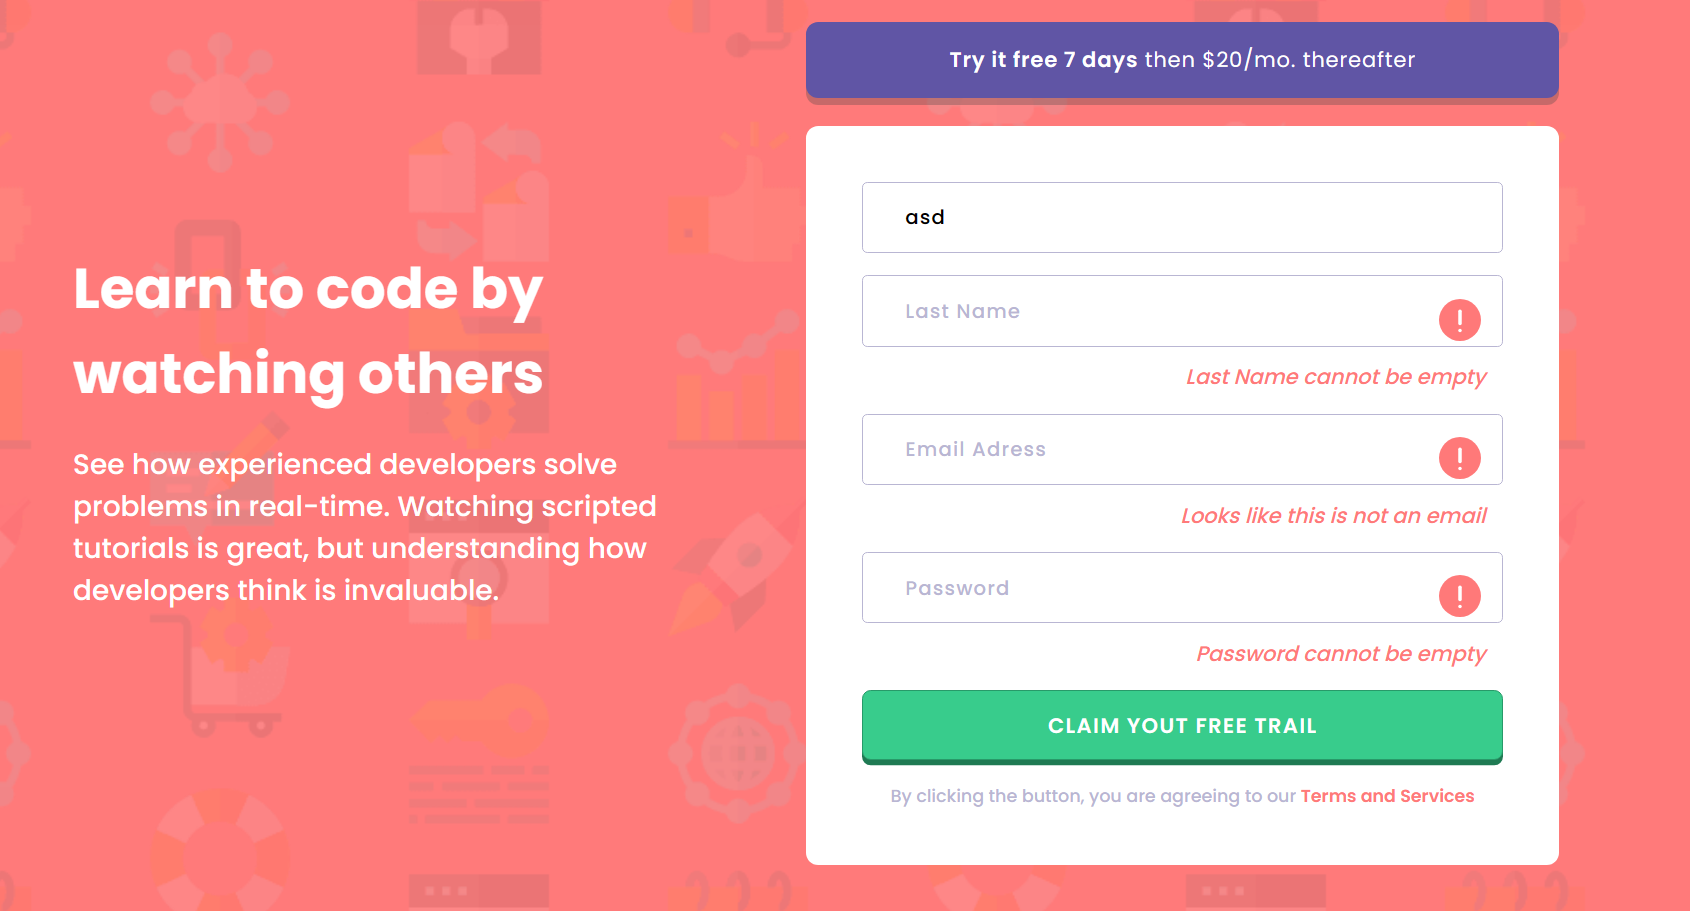 Try it free 7 days then $20/mo. thereafter
Learn to code by
watching others
See how experienced developers solve
problems in real-time. Watching scripted
tutorials is great, but understanding how
developers think is invaluable.
asd
Last Name
!
Last Name cannot be empty
Email Adress
!
Looks like this is not an email
Password
!
Password cannot be empty
CLAIM YOUT FREE TRAIL
By clicking the button, you are agreeing to our Terms and Services